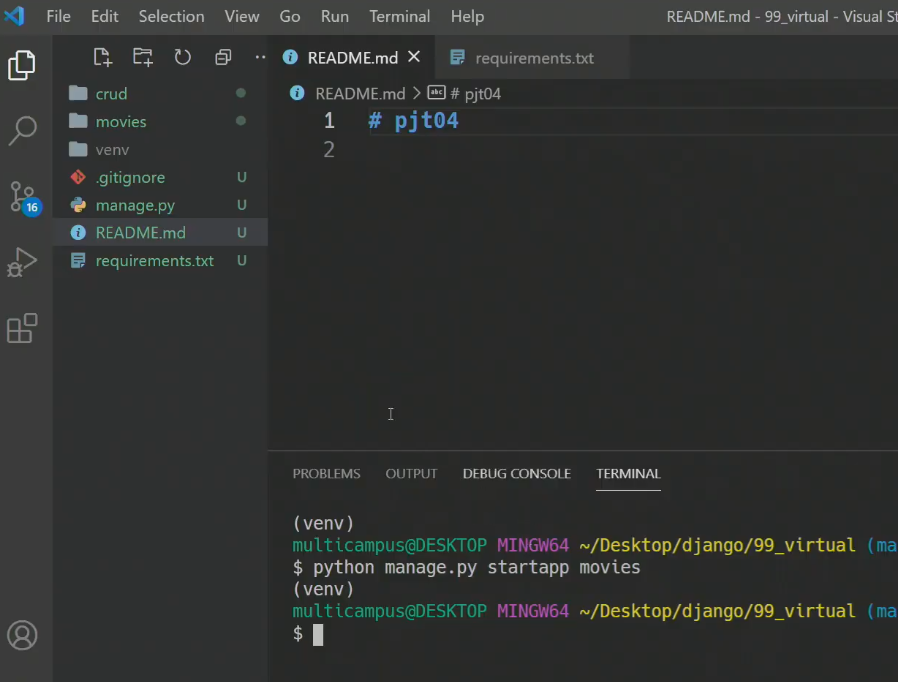 File Edit Selection View Go Run Terminal Help README.md - 99_virtual - Visual
README.md requirements.txt
README.md > # pjt04
crud
movies
venv
.gitignore U
manage.py U
README.md U
requirements.txt U
16
1 # pjt04
2
PROBLEMS OUTPUT DEBUG CONSOLE TERMINAL
(venv)
multicampus@DESKTOP MINGW64 ~/Desktop/django/99_virtual (ma
$ python manage.py startapp movies
(venv)
multicampus@DESKTOP MINGW64 ~/Desktop/django/99_virtual (ma
$